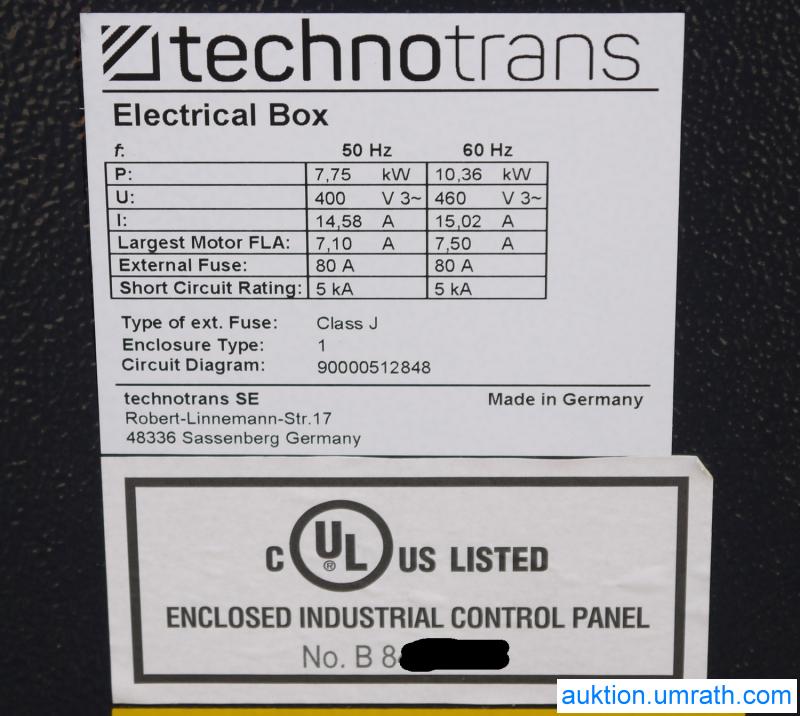 technotrans
Electrical Box
f: 50 Hz 60 Hz
P: 7,75 kW 10,36 kW
U: 400 V 3~ 460 V 3~
I: 14,58 A 15,02 A
Largest Motor FLA: 7,10 A 7,50 A
External Fuse: 80 A 80 A
Short Circuit Rating: 5 kA 5 kA
Type of ext. Fuse: Class J
Enclosure Type: 1
Circuit Diagram: 90000512848
technotrans SE Made in Germany
Robert-Linnemann-Str.17
48336 Sassenberg Germany
C UL ® US LISTED
ENCLOSED INDUSTRIAL CONTROL PANEL
No. B 8
auktion.umrath.com